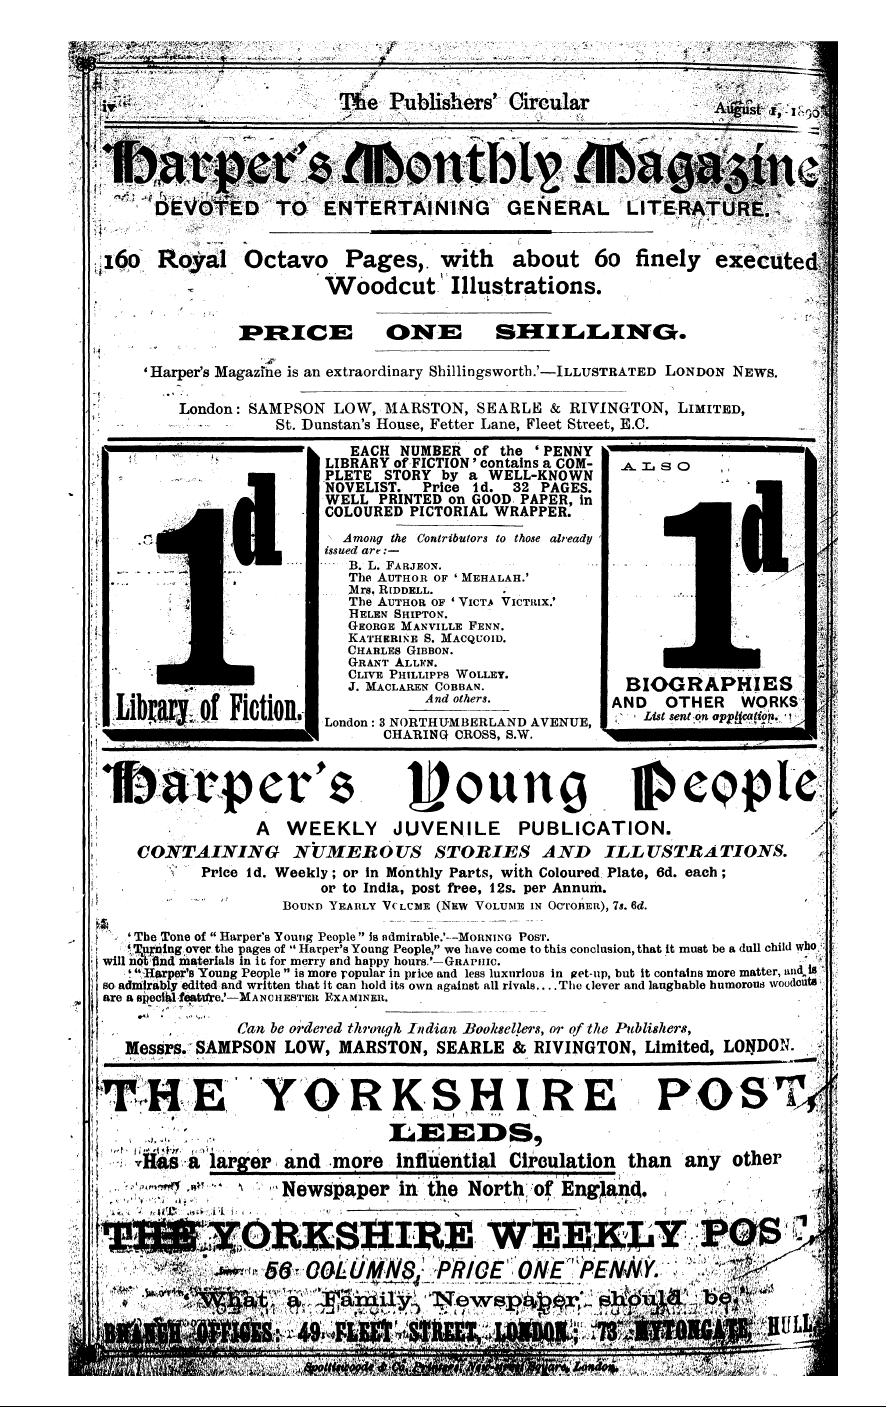 iv
The Publishers' Circular
August 1, 1890
Harper's Monthly Magazine
DEVOTED TO ENTERTAINING GENERAL LITERATURE.
160 Royal Octavo Pages, with about 60 finely executed
Woodcut Illustrations.
PRICE ONE SHILLING.
'Harper's Magazine is an extraordinary Shillingsworth.'—ILLUSTRATED LONDON NEWS.
London: SAMPSON LOW, MARSTON, SEARLE & RIVINGTON, LIMITED,
St. Dunstan's House, Fetter Lane, Fleet Street, E.C.
1d
Library of Fiction.
EACH NUMBER of the 'PENNY
LIBRARY of FICTION' contains a COM-
PLETE STORY by a WELL-KNOWN
NOVELIST. Price 1d. 32 PAGES.
WELL PRINTED on GOOD PAPER, in
COLOURED PICTORIAL WRAPPER.
Among the Contributors to those already
issued are:—
B. L. FARJEON.
The AUTHOR OF 'MEHALAH.'
Mrs. RIDDELL.
The AUTHOR OF 'VICTA VICTRIX.'
HELEN SHIPTON.
GEORGE MANVILLE FENN.
KATHERINE S. MACQUOID.
CHARLES GIBBON.
GRANT ALLEN.
CLIVE PHILLIPPS WOLLEY.
J. MACLAREN COBBAN.
And others.
London: 3 NORTHUMBERLAND AVENUE,
CHARING CROSS, S.W.
ALSO
1d
BIOGRAPHIES
AND OTHER WORKS
List sent on application.
Harper's Young People
A WEEKLY JUVENILE PUBLICATION.
CONTAINING NUMEROUS STORIES AND ILLUSTRATIONS.
Price 1d. Weekly; or in Monthly Parts, with Coloured Plate, 6d. each;
or to India, post free, 12s. per Annum.
BOUND YEARLY VOLUME (NEW VOLUME IN OCTOBER), 7s. 6d.
'The Tone of "Harper's Young People" is admirable.'—MORNING POST.
'Turning over the pages of "Harper's Young People," we have come to this conclusion, that it must be a dull child who
will not find materials in it for merry and happy hours.'—GRAPHIC.
'"Harper's Young People" is more popular in price and less luxurious in get-up, but it contains more matter, and is
so admirably edited and written that it can hold its own against all rivals....The clever and laughable humorous woodcuts
are a special feature.'—MANCHESTER EXAMINER.
Can be ordered through Indian Booksellers, or of the Publishers,
Messrs. SAMPSON LOW, MARSTON, SEARLE & RIVINGTON, Limited, LONDON.
THE YORKSHIRE POST,
LEEDS,
Has a larger and more influential Circulation than any other
Newspaper in the North of England.
THE YORKSHIRE WEEKLY POST,
56 COLUMNS, PRICE ONE PENNY.
What a Family Newspaper should be.
BRANCH OFFICES: 49, FLEET STREET, LONDON; 73 MYTONGATE, HULL.
Spottiswoode & Co. Printers, New-street Square, London.